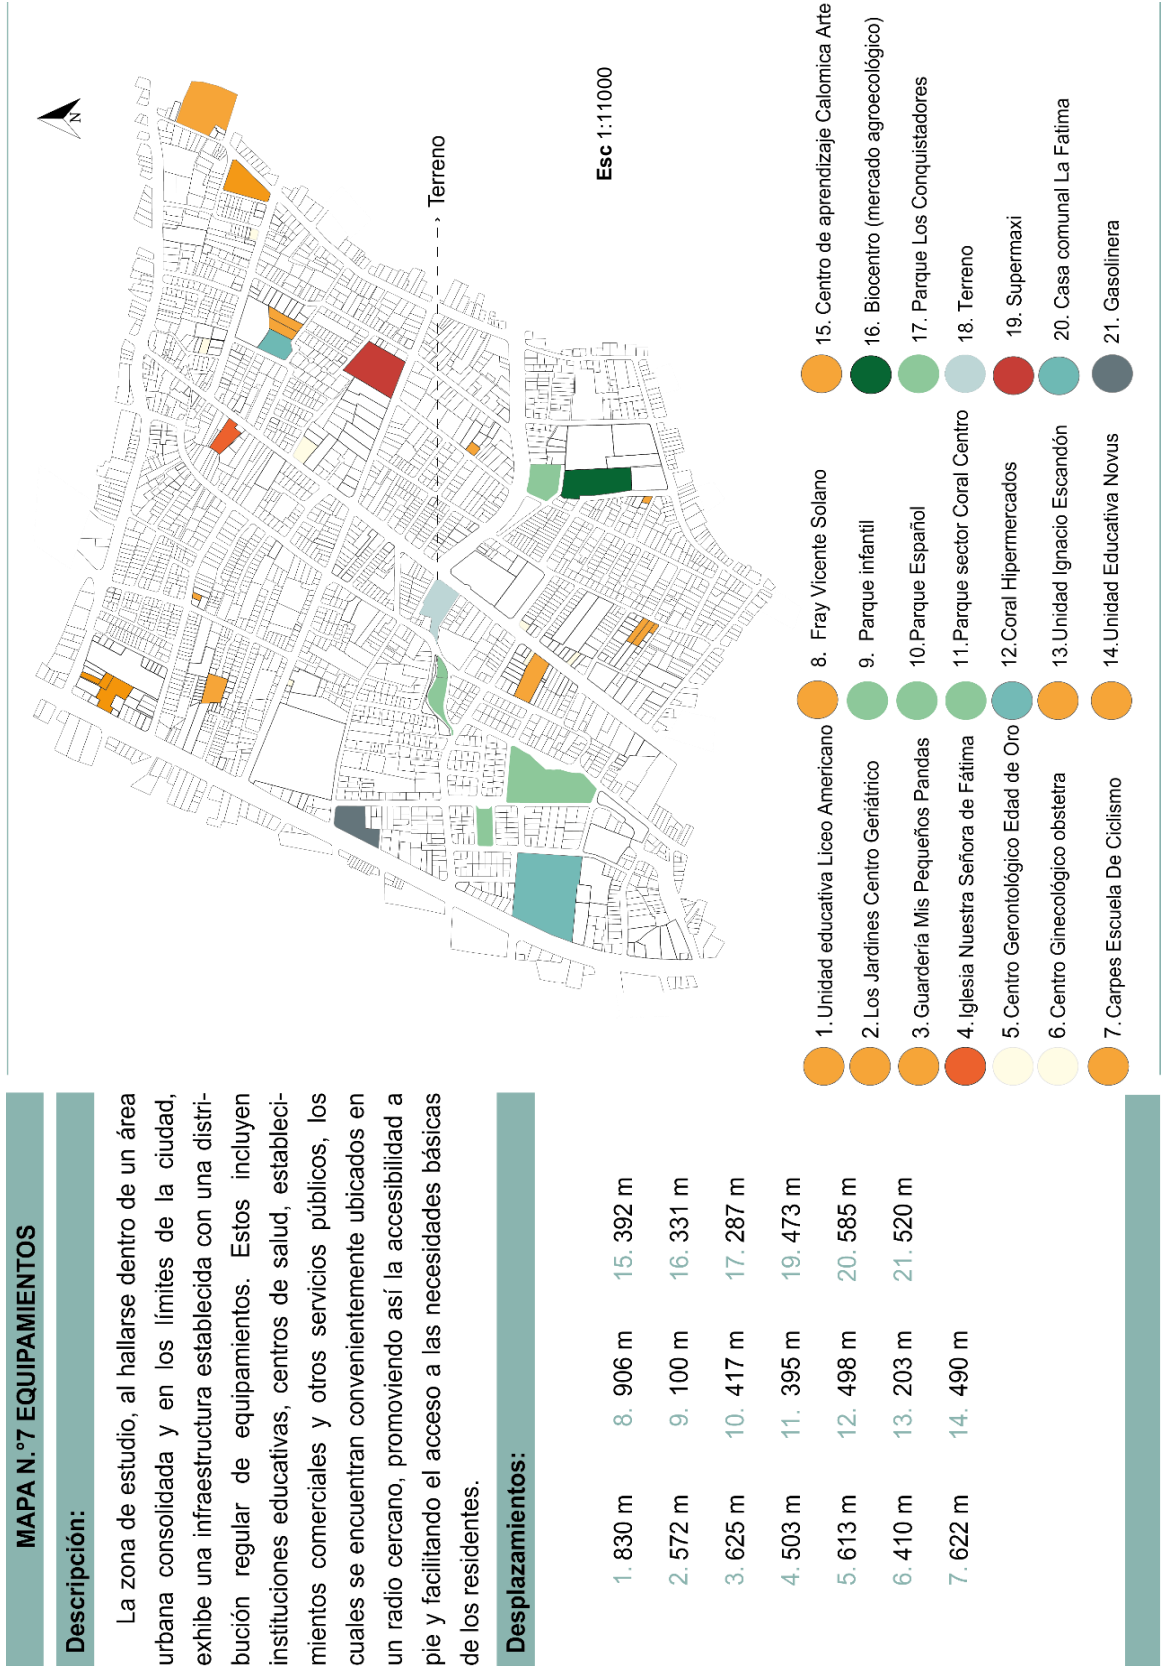 MAPA N.°7 EQUIPAMIENTOS
Descripción:
La zona de estudio, al hallarse dentro de un área
urbana consolidada y en los límites de la ciudad,
exhibe una infraestructura establecida con una distri-
bución regular de equipamientos. Estos incluyen
instituciones educativas, centros de salud, estableci-
mientos comerciales y otros servicios públicos, los
cuales se encuentran convenientemente ubicados en
un radio cercano, promoviendo así la accesibilidad a
pie y facilitando el acceso a las necesidades básicas
de los residentes.
Desplazamientos:
1. 830 m
2. 572 m
3. 625 m
4. 503 m
5. 613 m
6. 410 m
7. 622 m
8. 906 m
9. 100 m
10. 417 m
11. 395 m
12. 498 m
13. 203 m
14. 490 m
15. 392 m
16. 331 m
17. 287 m
19. 473 m
20. 585 m
21. 520 m
N
Terreno
Esc 1:11000
1. Unidad educativa Liceo Americano
2. Los Jardines Centro Geriátrico
3. Guardería Mis Pequeños Pandas
4. Iglesia Nuestra Señora de Fátima
5. Centro Gerontológico Edad de Oro
6. Centro Ginecológico obstetra
7. Carpes Escuela De Ciclismo
8. Fray Vicente Solano
9. Parque infantil
10.Parque Español
11.Parque sector Coral Centro
12.Coral Hipermercados
13.Unidad Ignacio Escandón
14.Unidad Educativa Novus
15. Centro de aprendizaje Calomica Arte
16. Biocentro (mercado agroecológico)
17. Parque Los Conquistadores
18. Terreno
19. Supermaxi
20. Casa comunal La Fatima
21. Gasolinera